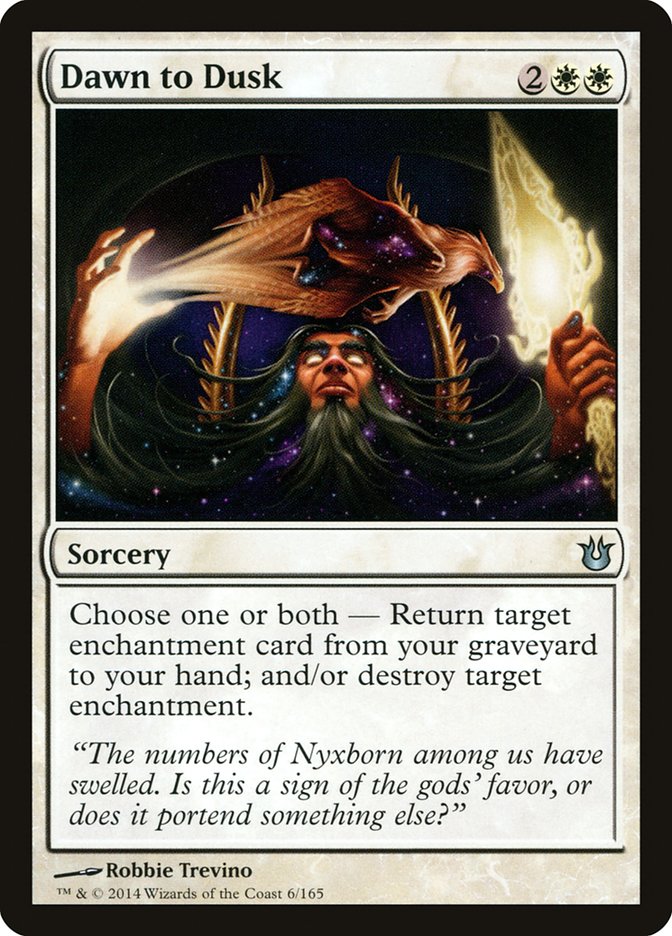 Dawn to Dusk
2
Sorcery
Choose one or both — Return target
enchantment card from your graveyard
to your hand; and/or destroy target
enchantment.
“The numbers of Nyxborn among us have
swelled. Is this a sign of the gods’ favor, or
does it portend something else?”
Robbie Trevino
™ & © 2014 Wizards of the Coast 6/165